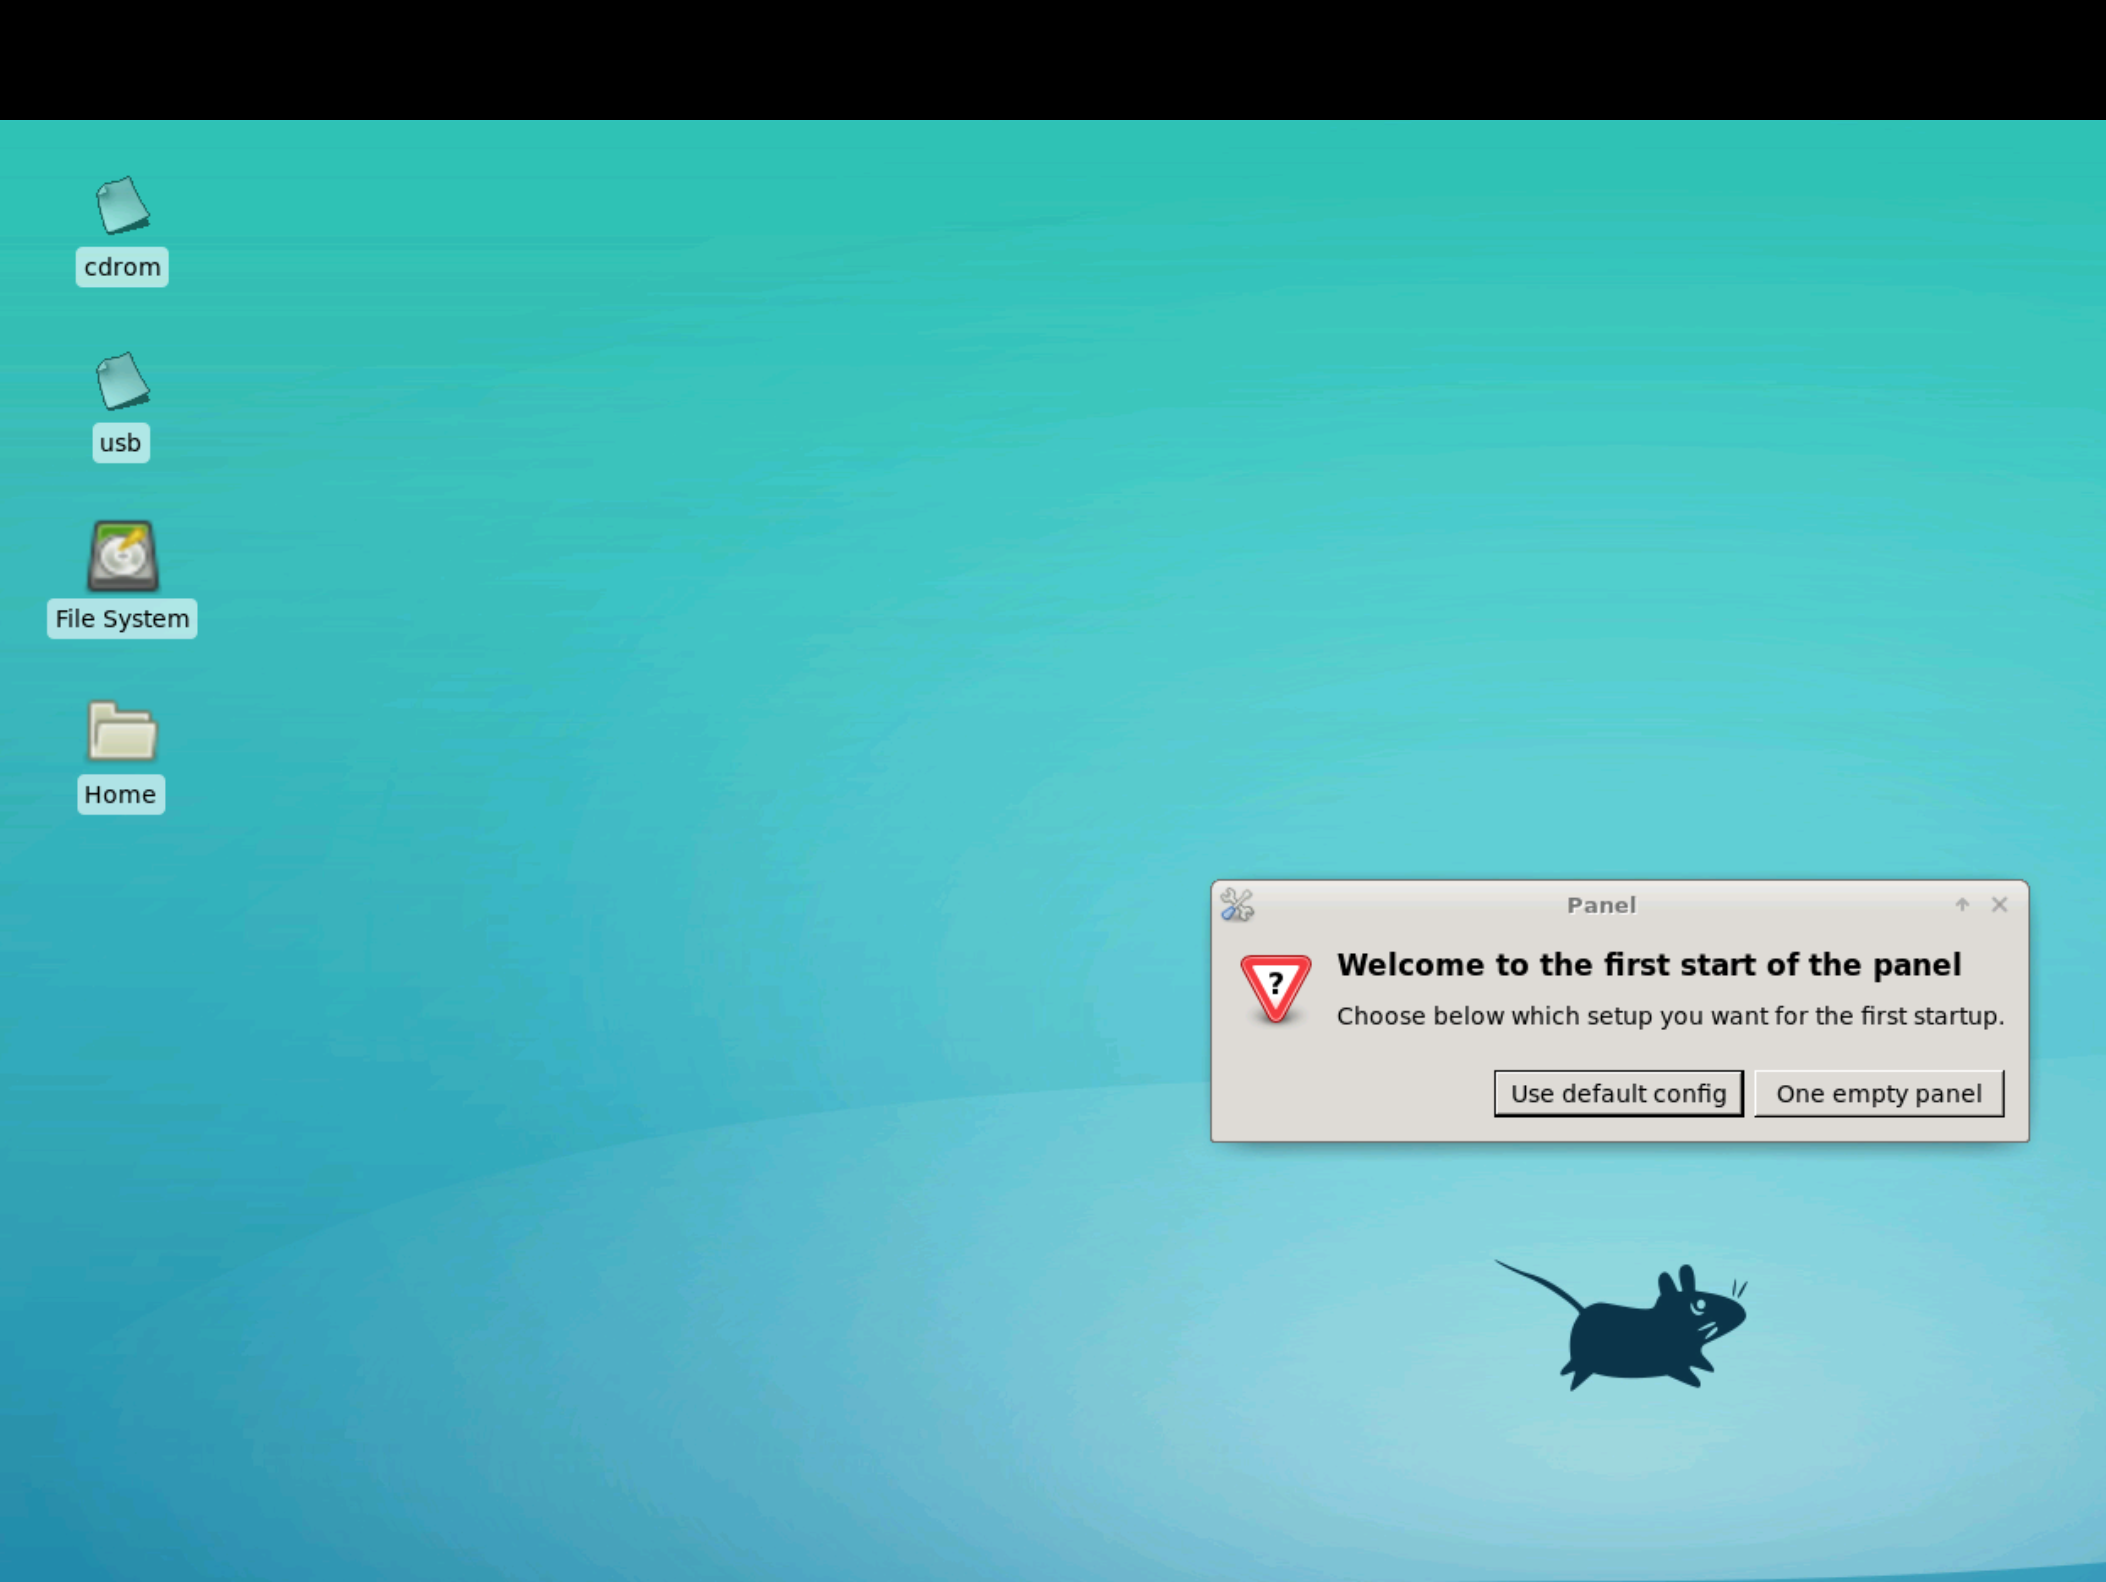 cdrom
usb
File System
Home
Panel
Welcome to the first start of the panel
?
Choose below which setup you want for the first startup.
Use default config
One empty panel